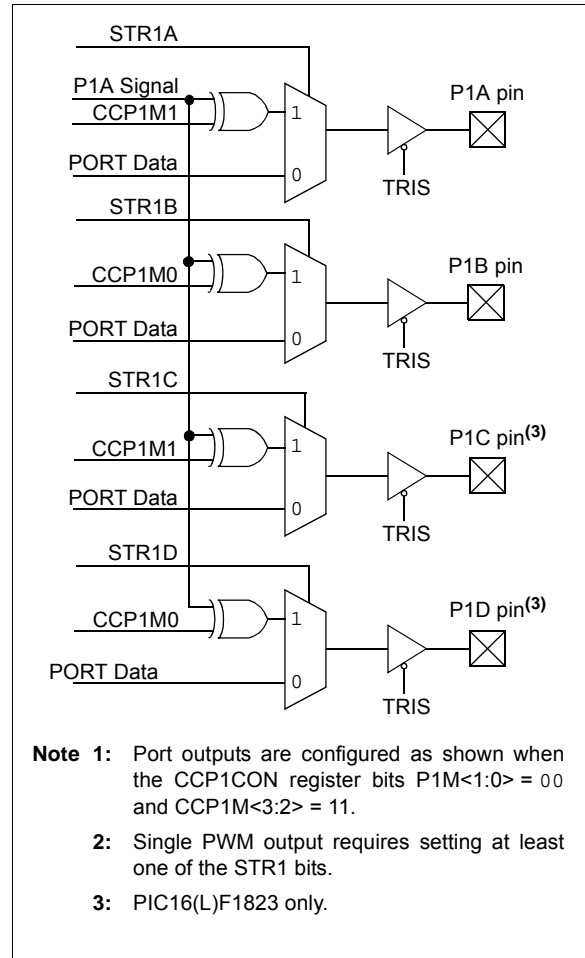 STR1A
P1A Signal
CCP1M1
1
P1A pin
PORT Data
0
TRIS
STR1B
CCP1M0
1
P1B pin
PORT Data
0
TRIS
STR1C
CCP1M1
1
P1C pin(3)
PORT Data
0
TRIS
STR1D
CCP1M0
1
P1D pin(3)
PORT Data
0
TRIS
Note 1: Port outputs are configured as shown when
the CCP1CON register bits P1M<1:0> = 00
and CCP1M<3:2> = 11.
2: Single PWM output requires setting at least
one of the STR1 bits.
3: PIC16(L)F1823 only.